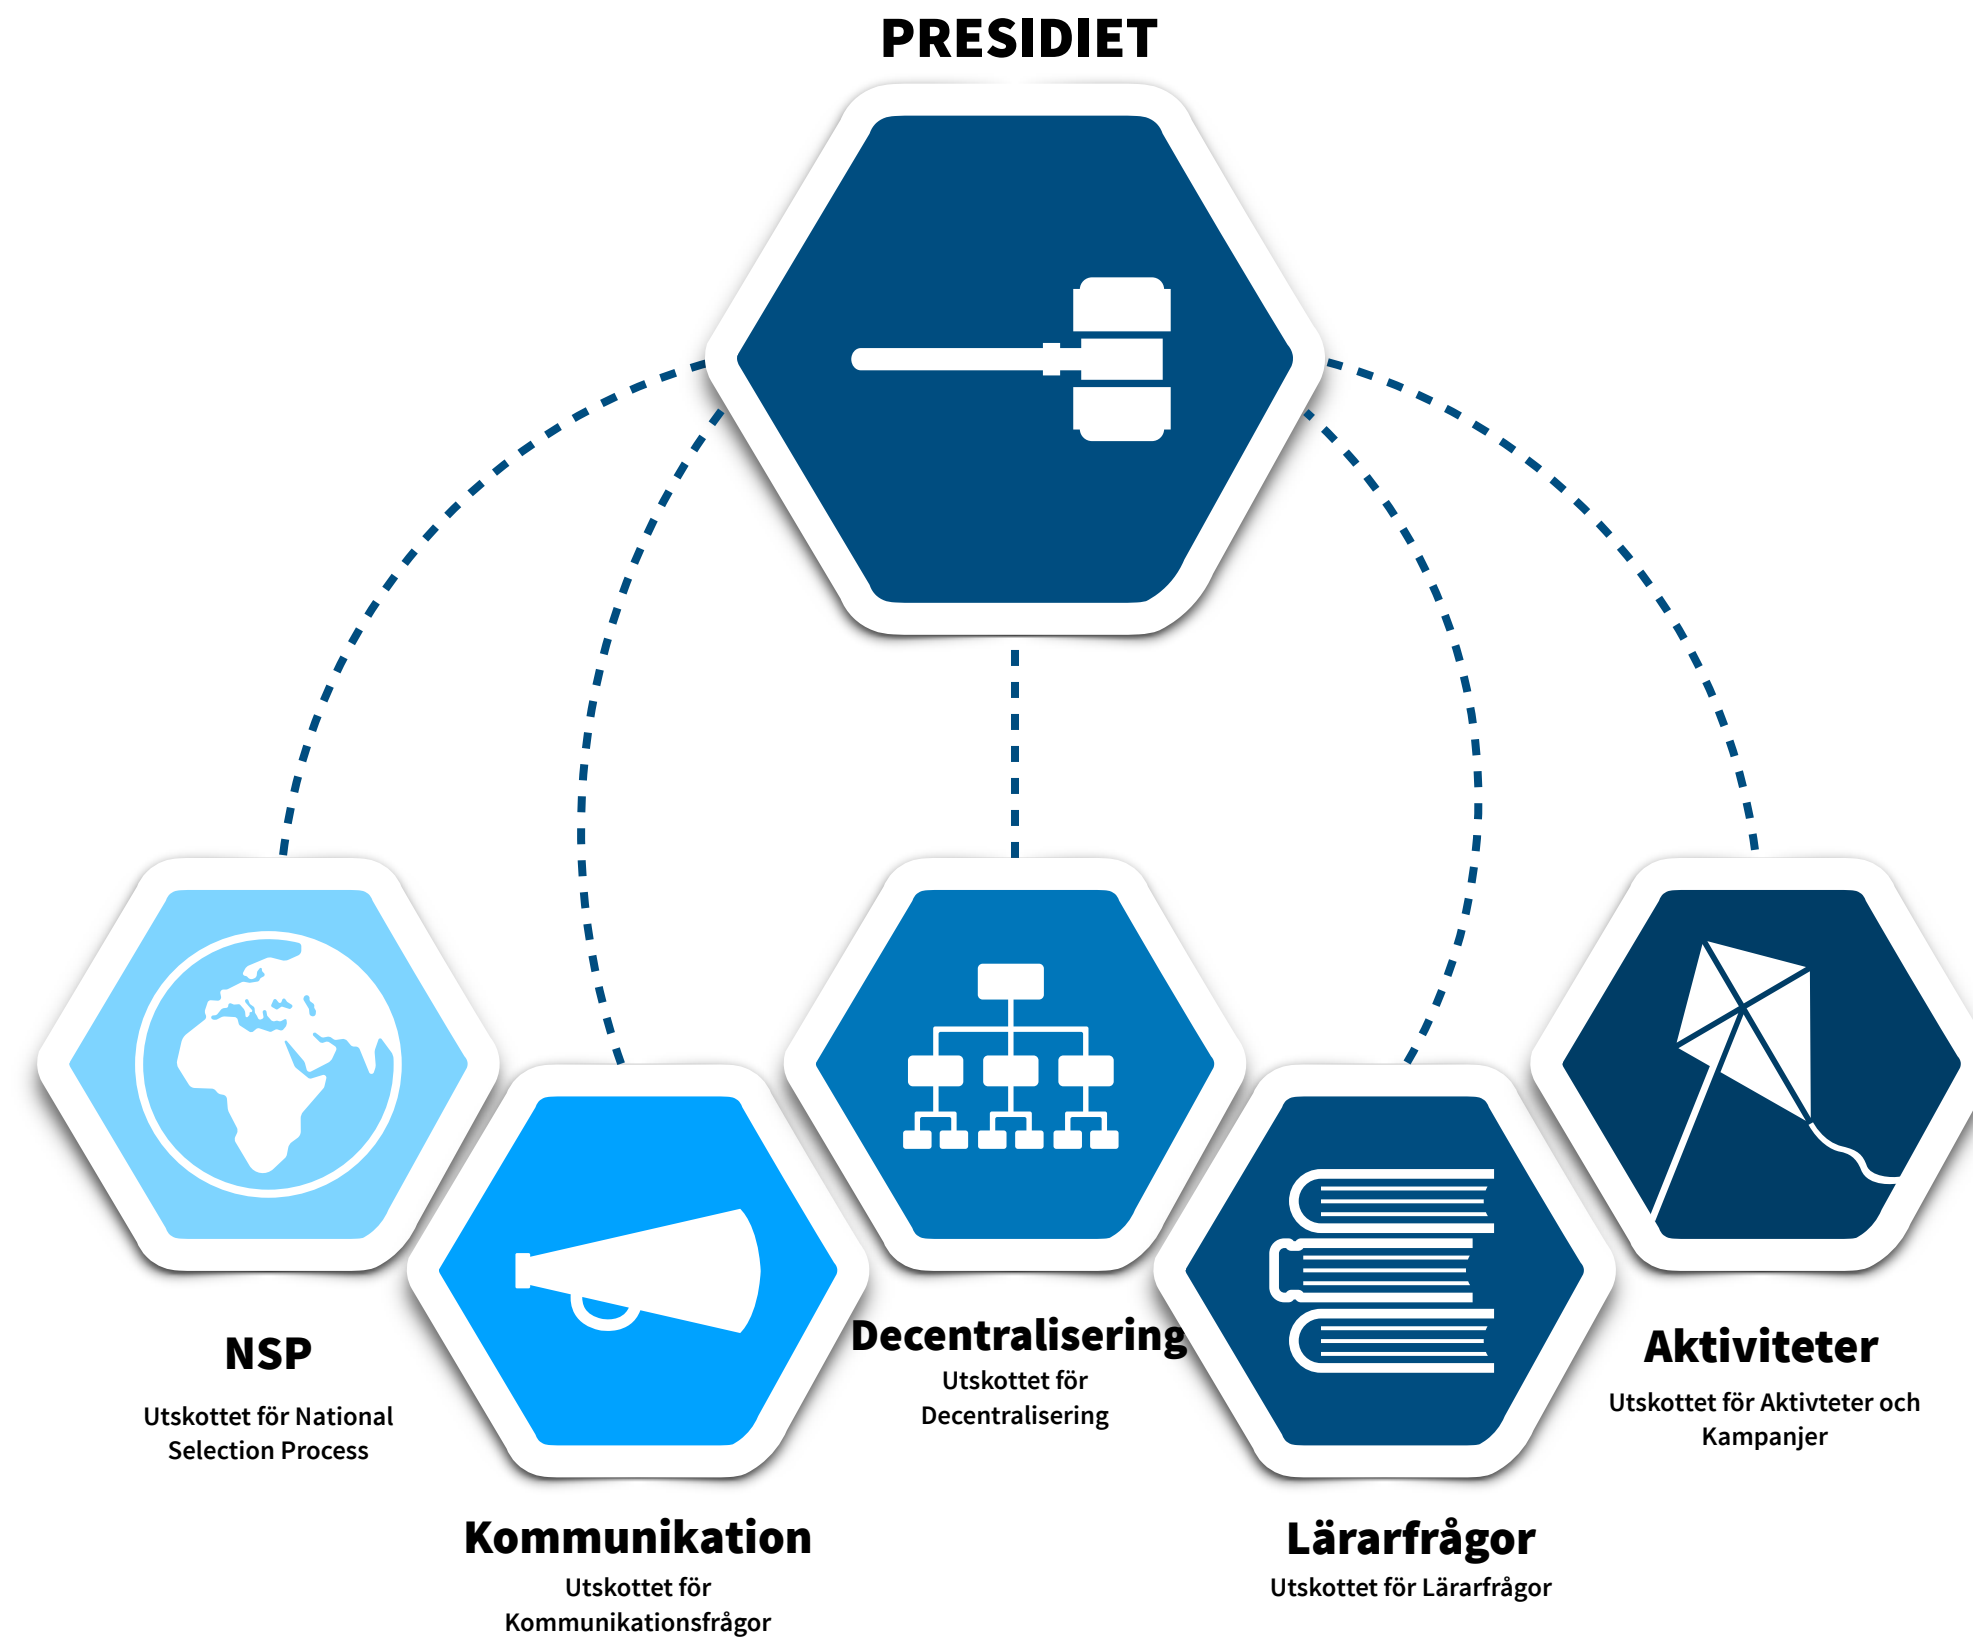 PRESIDIET
NSP
Utskottet för National
Selection Process
Kommunikation
Utskottet för
Kommunikationsfrågor
Decentralisering
Utskottet för
Decentralisering
Lärarfrågor
Utskottet för Lärarfrågor
Aktiviteter
Utskottet för Aktivteter och
Kampanjer